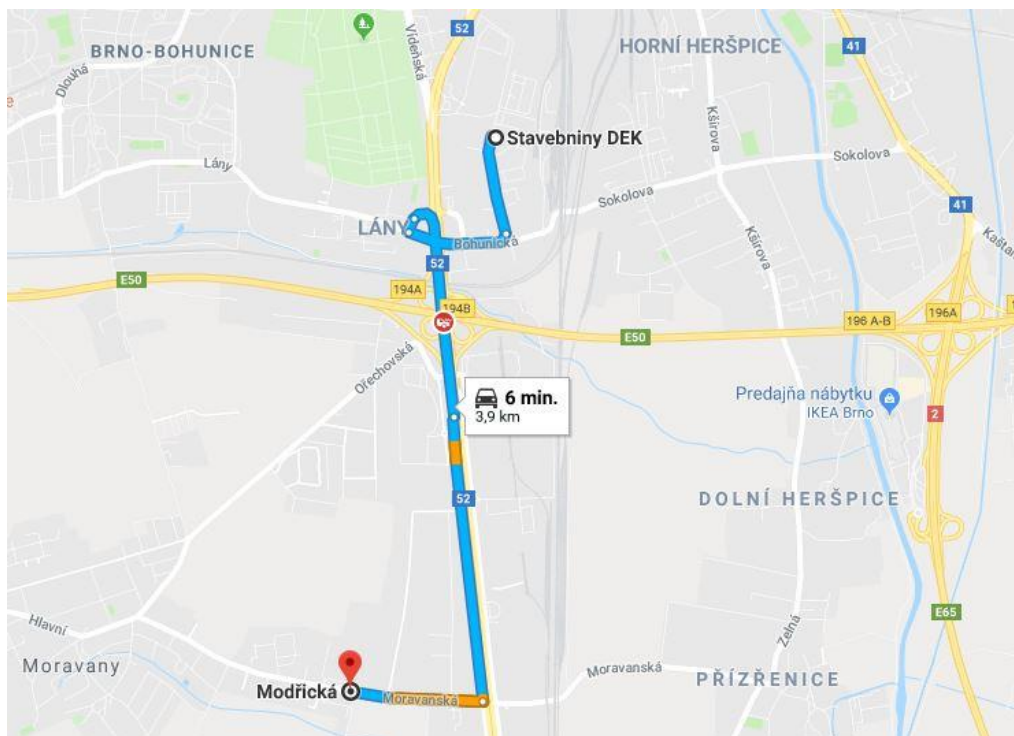 52
HORNÍ HERŠPICE
41
BRNO-BOHUNICE
Vídeňská
Dlouhá
Kšírova
Stavebniny DEK
Sokolova
Lány
Sokolova
41
LÁNY
Bohunická
Kšírova
Kaštan
52
E50
194A
194B
196 A-B
196A
E50
Ořechovská
6 min.
3,9 km
Predajňa nábytku
IKEA Brno
2
52
DOLNÍ HERŠPICE
E65
Hlavní
Zelná
Moravany
Moravanská
PŘÍZŘENICE
Modřická
Moravanská